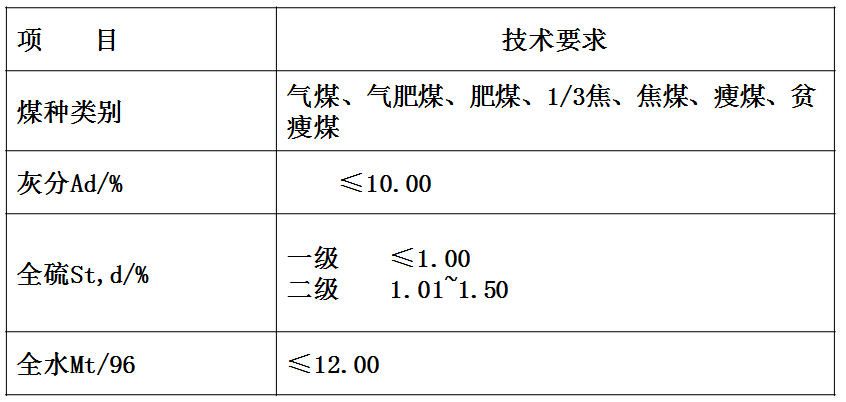 项 目 技术要求
煤种类别 气煤、气肥煤、肥煤、1/3焦、焦煤、瘦煤、贫
瘦煤
灰分Ad/% ≤10.00
全硫St,d/% 一级 ≤1.00
二级 1.01~1.50
全水Mt/96 ≤12.00